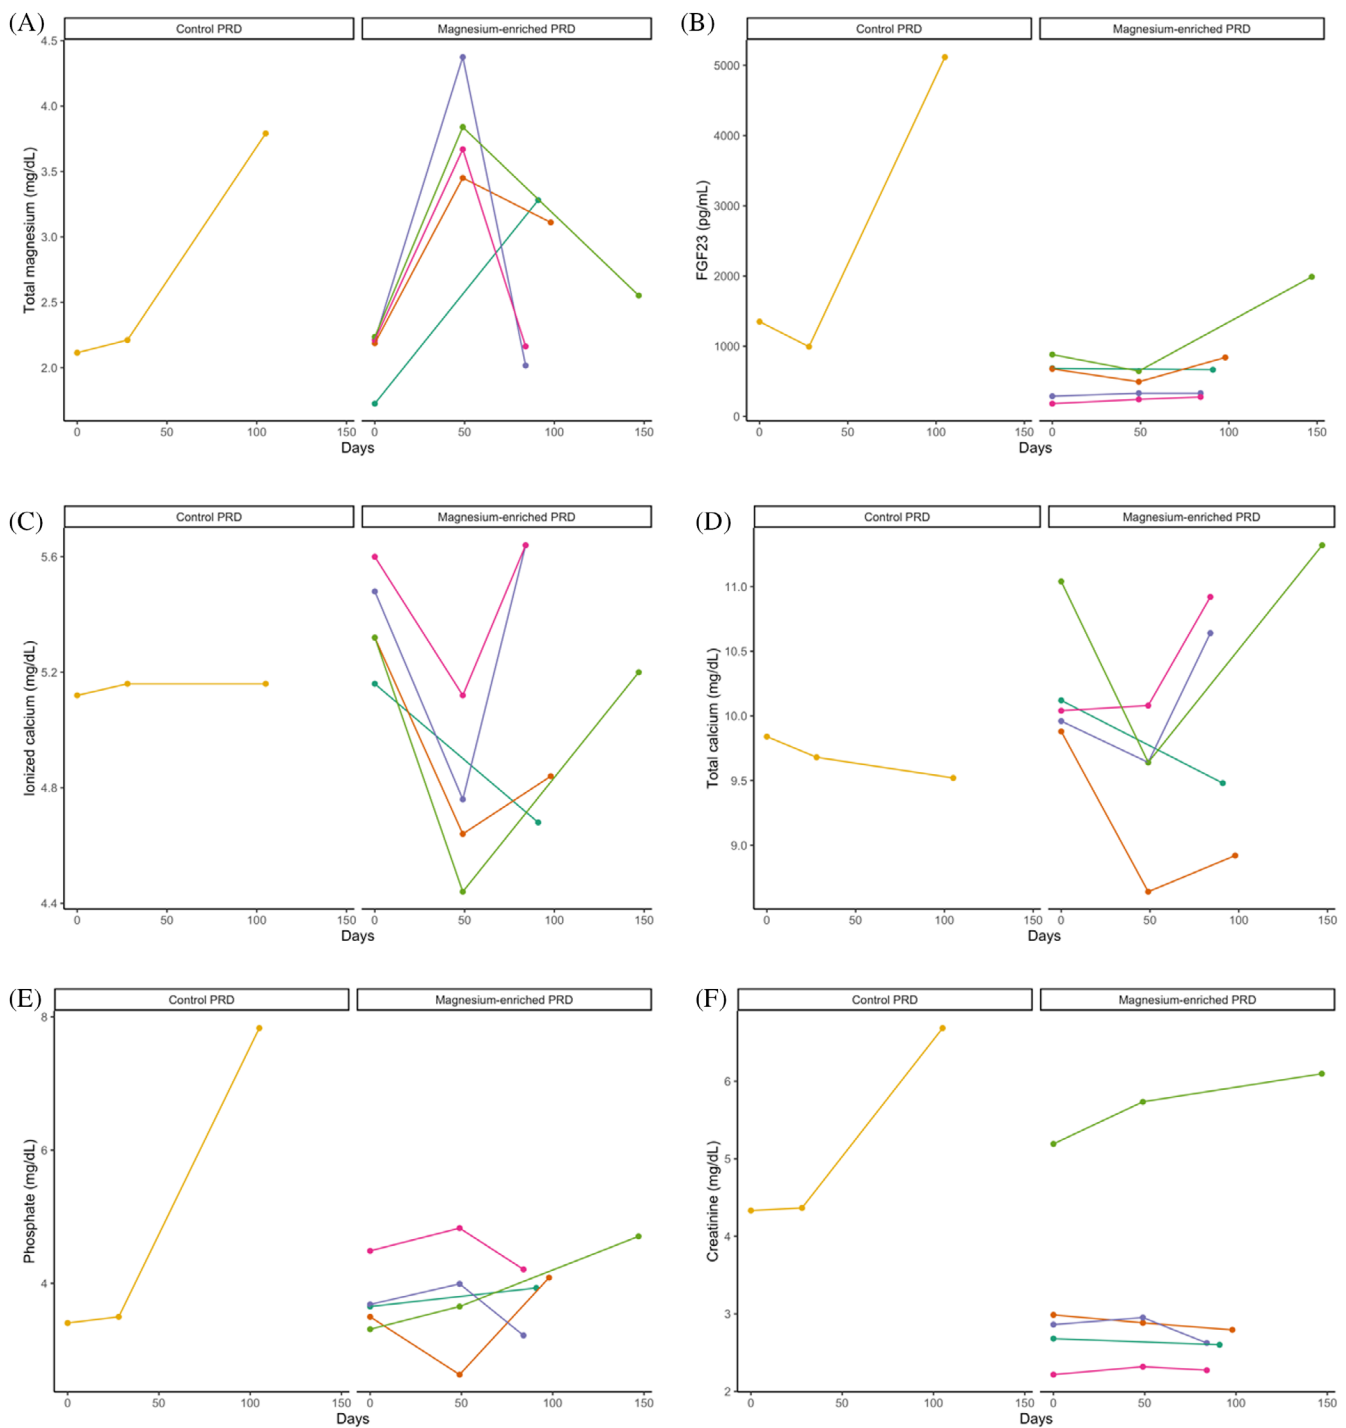 (A)
Control PRD
Magnesium-enriched PRD
4.5
4.0
3.5
3.0
2.5
2.0
Total magnesium (mg/dL)
0 50 100 150 0 50 100 150
Days
(B)
Control PRD
Magnesium-enriched PRD
5000
4000
3000
2000
1000
0
FGF23 (pg/mL)
0 50 100 150 0 50 100 150
Days
(C)
Control PRD
Magnesium-enriched PRD
5.6
5.2
4.8
4.4
Ionized calcium (mg/dL)
0 50 100 150 0 50 100 150
Days
(D)
Control PRD
Magnesium-enriched PRD
11.0
10.5
10.0
9.5
9.0
Total calcium (mg/dL)
0 50 100 150 0 50 100 150
Days
(E)
Control PRD
Magnesium-enriched PRD
8
6
4
Phosphate (mg/dL)
0 50 100 150 0 50 100 150
Days
(F)
Control PRD
Magnesium-enriched PRD
6
5
4
3
2
Creatinine (mg/dL)
0 50 100 150 0 50 100 150
Days